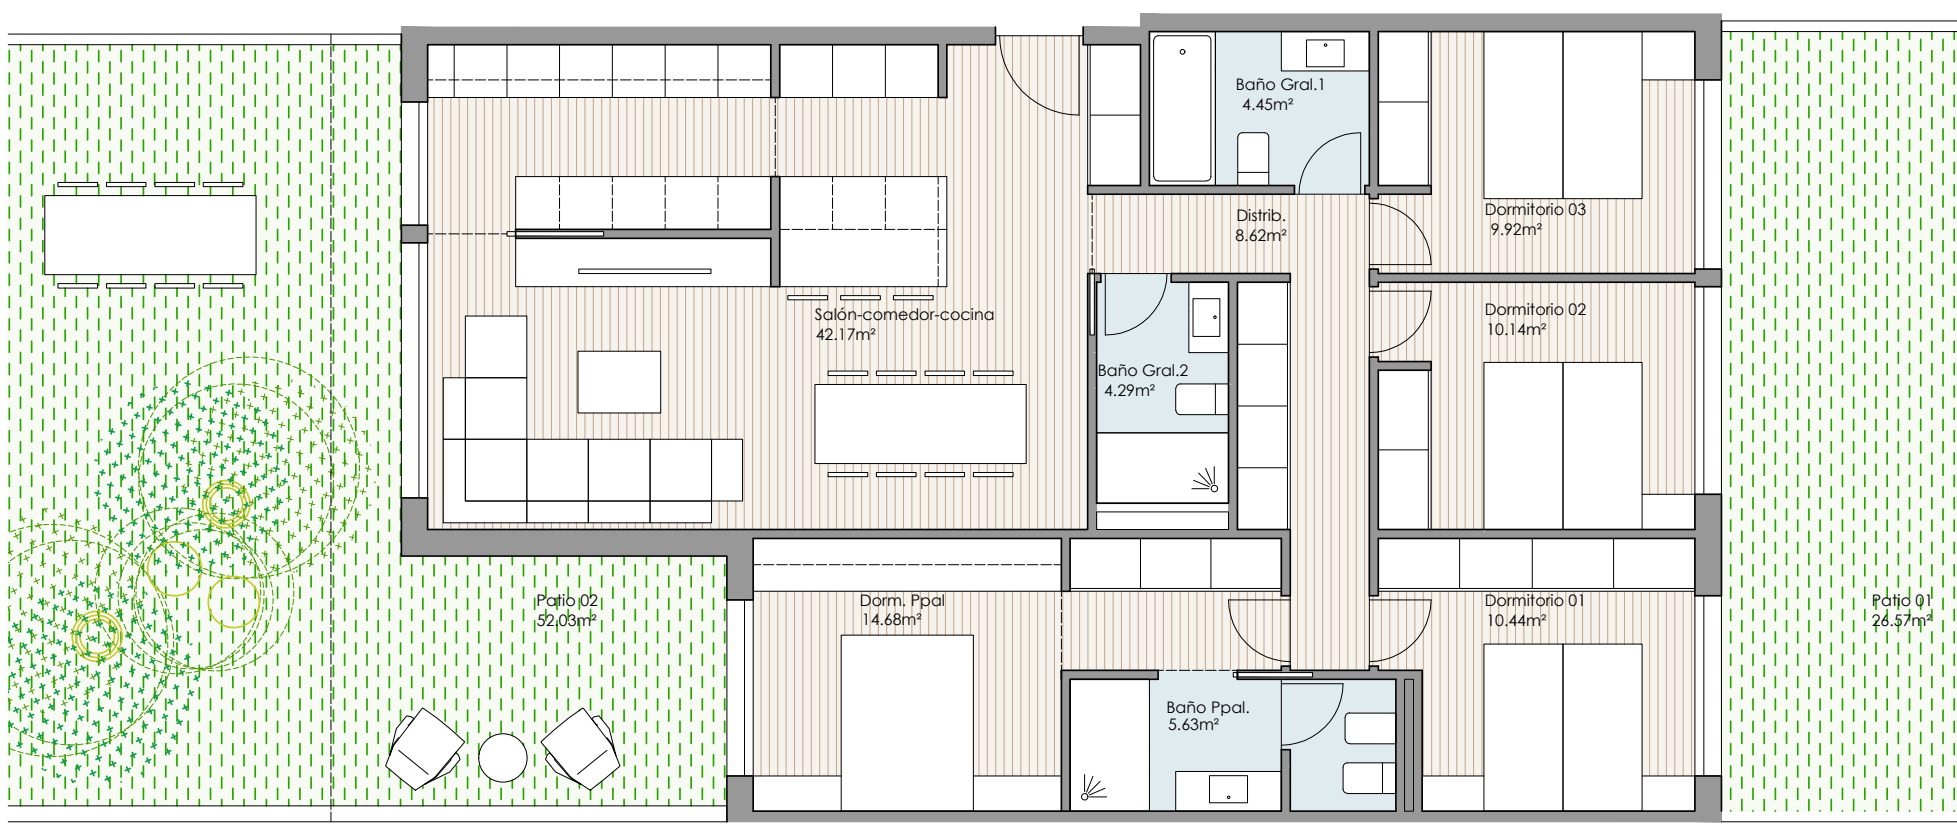 Baño Gral.1
4.45m²
Distrib.
8.62m²
Dormitorio 03
9.92m²
Salón-comedor-cocina
42.17m²
Dormitorio 02
10.14m²
Baño Gral.2
4.29m²
Patio 02
52.03m²
Dorm. Ppal
14.68m²
Dormitorio 01
10.44m²
Patio 01
26.57m²
Baño Ppal.
5.63m²